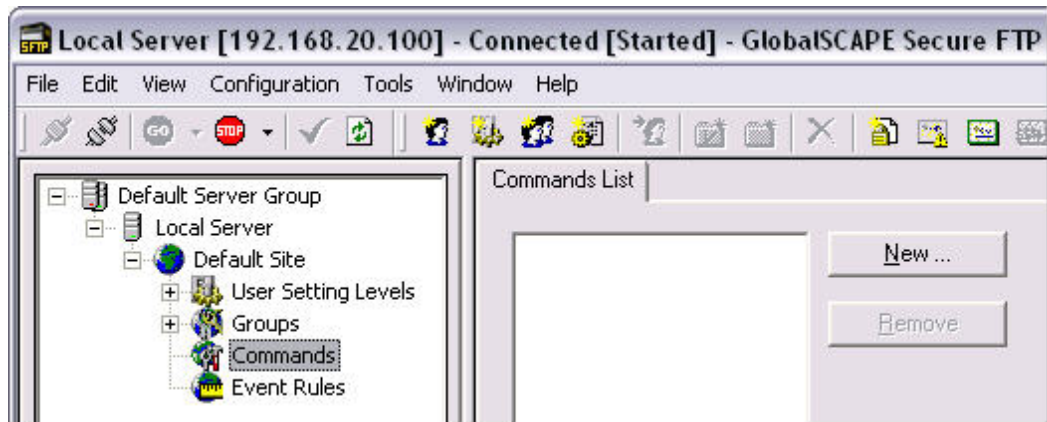 SFTP Local Server [192.168.20.100] - Connected [Started] - GlobalSCAPE Secure FTP
File Edit View Configuration Tools Window Help
GO STOP
Commands List
Default Server Group
Local Server
Default Site
User Setting Levels
Groups
Commands
Event Rules
New ...
Remove